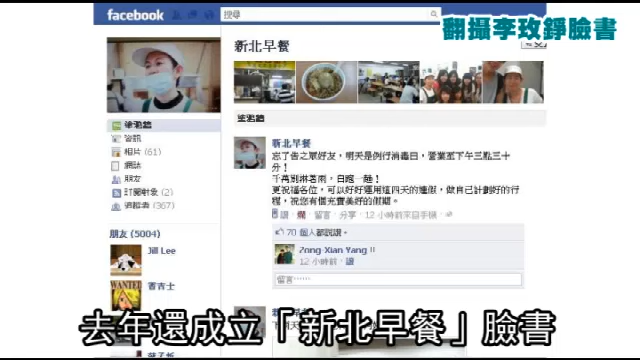 facebook
搜尋
翻攝李玫錚臉書
新北早餐
塗鴉牆
塗鴉牆
資訊
相片 (61)
網誌
朋友
訂閱對象 (2)
追蹤者 (367)
朋友 (5004)
Jill Lee
新北早餐
忘了告之眾好友，明天是例行消毒日，營業至下午三點三十
分！
千萬別淋著雨，白跑一趟！
更祝福各位，可以好好運用這四天的連假，做自己計劃好的行
程，祝您有個充實美好的假期。
讚 · 留言 · 分享 · 12 小時前來自手機
70 個人都說讚。
Zong-Xian Yang !!
12 小時前 · 讚
留言......
WANTED
去年還成立「新北早餐」臉書